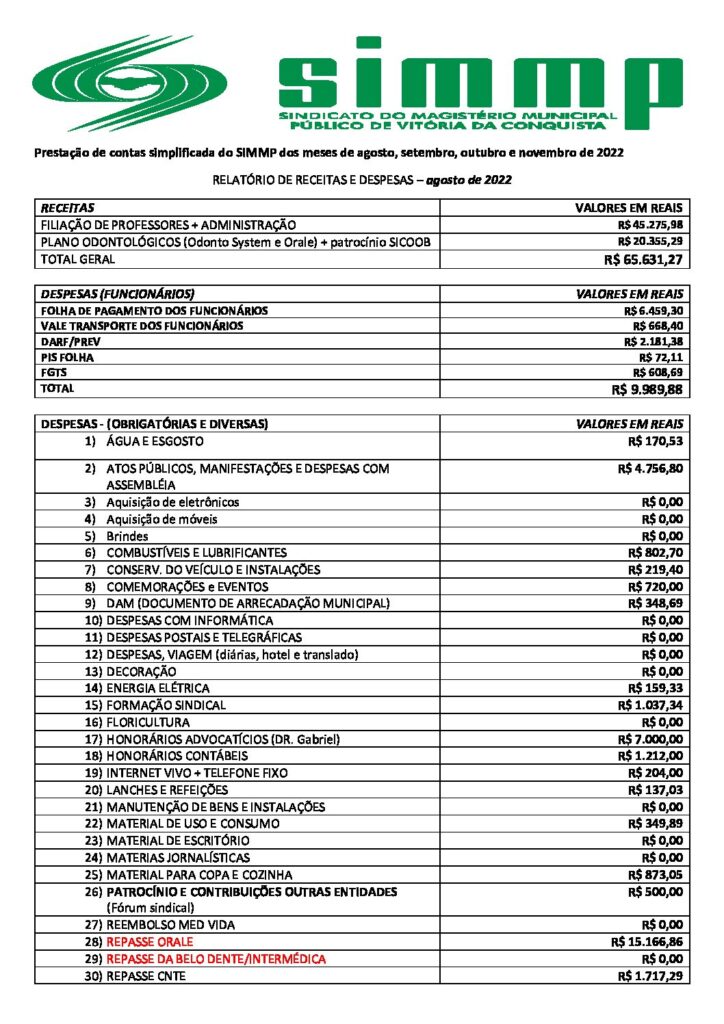 simmp
SINDICATO DO MAGISTÉRIO MUNICIPAL
PÚBLICO DE VITÓRIA DA CONQUISTA
Prestação de contas simplificada do SIMMP dos meses de agosto, setembro, outubro e novembro de 2022
RELATÓRIO DE RECEITAS E DESPESAS – agosto de 2022
RECEITAS VALORES EM REAIS
FILIAÇÃO DE PROFESSORES + ADMINISTRAÇÃO R$ 45.275,98
PLANO ODONTOLÓGICOS (Odonto System e Orale) + patrocínio SICOOB R$ 20.355,29
TOTAL GERAL R$ 65.631,27
DESPESAS (FUNCIONÁRIOS) VALORES EM REAIS
FOLHA DE PAGAMENTO DOS FUNCIONÁRIOS R$ 6.459,30
VALE TRANSPORTE DOS FUNCIONÁRIOS R$ 668,40
DARF/PREV R$ 2.181,38
PIS FOLHA R$ 72,11
FGTS R$ 608,69
TOTAL R$ 9.989,88
DESPESAS - (OBRIGATÓRIAS E DIVERSAS) VALORES EM REAIS
1) ÁGUA E ESGOTO R$ 170,53
2) ATOS PÚBLICOS, MANIFESTAÇÕES E DESPESAS COM R$ 4.756,80
ASSEMBLÉIA
3) Aquisição de eletrônicos R$ 0,00
4) Aquisição de móveis R$ 0,00
5) Brindes R$ 0,00
6) COMBUSTÍVEIS E LUBRIFICANTES R$ 802,70
7) CONSERV. DO VEÍCULO E INSTALAÇÕES R$ 219,40
8) COMEMORAÇÕES e EVENTOS R$ 720,00
9) DAM (DOCUMENTO DE ARRECADAÇÃO MUNICIPAL) R$ 348,69
10) DESPESAS COM INFORMÁTICA R$ 0,00
11) DESPESAS POSTAIS E TELEGRÁFICAS R$ 0,00
12) DESPESAS, VIAGEM (diárias, hotel e translado) R$ 0,00
13) DECORAÇÃO R$ 0,00
14) ENERGIA ELÉTRICA R$ 159,33
15) FORMAÇÃO SINDICAL R$ 1.037,34
16) FLORICULTURA R$ 0,00
17) HONORÁRIOS ADVOCATÍCIOS (DR. Gabriel) R$ 7.000,00
18) HONORÁRIOS CONTÁBEIS R$ 1.212,00
19) INTERNET VIVO + TELEFONE FIXO R$ 204,00
20) LANCHES E REFEIÇÕES R$ 137,03
21) MANUTENÇÃO DE BENS E INSTALAÇÕES R$ 0,00
22) MATERIAL DE USO E CONSUMO R$ 349,89
23) MATERIAL DE ESCRITÓRIO R$ 0,00
24) MATERIAS JORNALÍSTICAS R$ 0,00
25) MATERIAL PARA COPA E COZINHA R$ 873,05
26) PATROCÍNIO E CONTRIBUIÇÕES OUTRAS ENTIDADES R$ 500,00
(Fórum sindical)
27) REEMBOLSO MED VIDA R$ 0,00
28) REPASSE ORALE R$ 15.166,86
29) REPASSE DA BELO DENTE/INTERMÉDICA R$ 0,00
30) REPASSE CNTE R$ 1.717,29